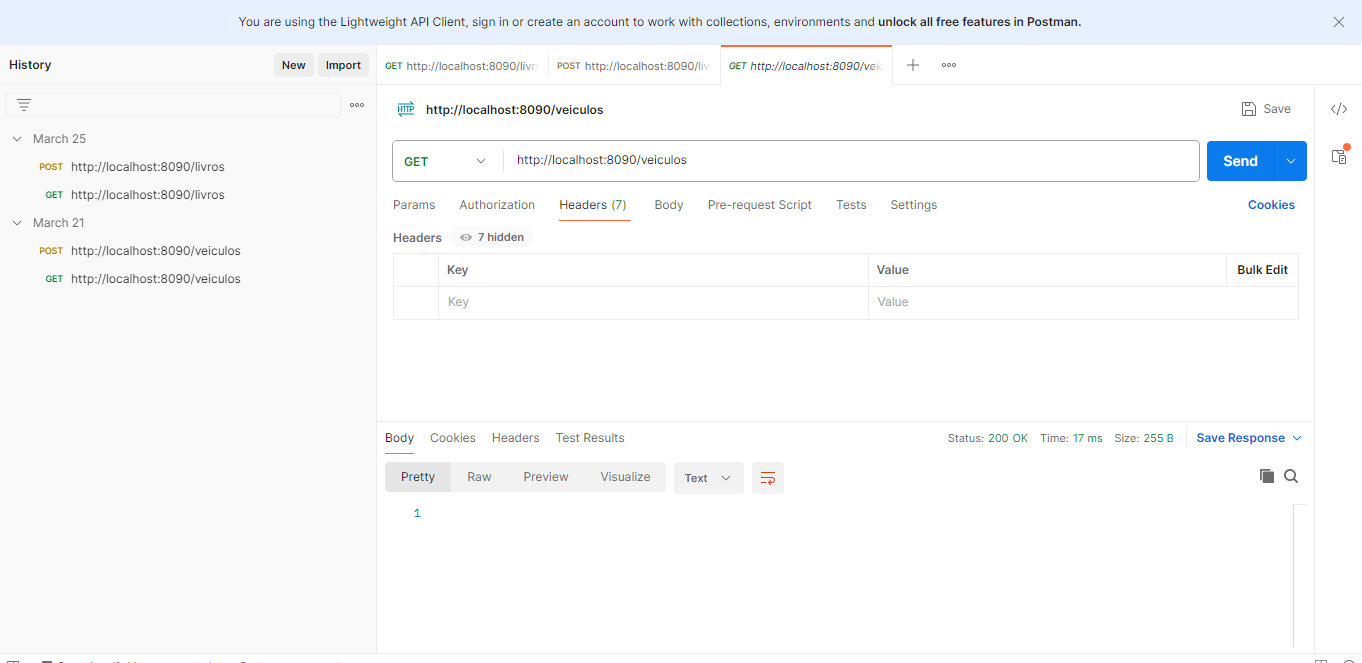 You are using the Lightweight API Client, sign in or create an account to work with collections, environments and unlock all free features in Postman.
History
New
Import
GET http://localhost:8090/livr
POST http://localhost:8090/liv
GET http://localhost:8090/veic
HTTP
http://localhost:8090/veiculos
Save
March 25
POST http://localhost:8090/livros
GET http://localhost:8090/livros
March 21
POST http://localhost:8090/veiculos
GET http://localhost:8090/veiculos
GET
http://localhost:8090/veiculos
Send
Params
Authorization
Headers (7)
Body
Pre-request Script
Tests
Settings
Cookies
Headers
7 hidden
Key
Value
Bulk Edit
Key
Value
Body
Cookies
Headers
Test Results
Status: 200 OK
Time: 17 ms
Size: 255 B
Save Response
Pretty
Raw
Preview
Visualize
Text
1